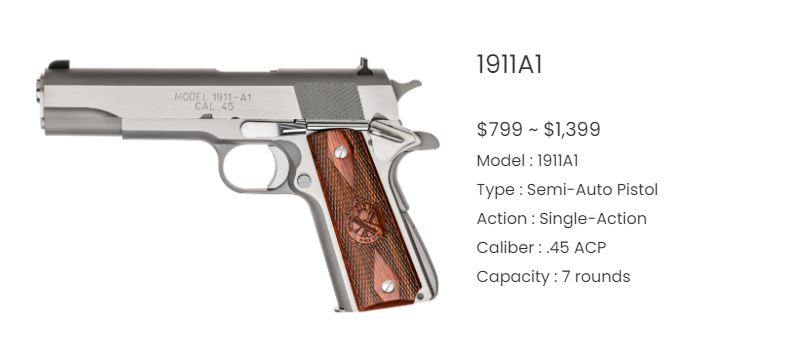 MODEL 1911-A1
CAL. 45
1911A1
$799 ~ $1,399
Model : 1911A1
Type : Semi-Auto Pistol
Action : Single-Action
Caliber : .45 ACP
Capacity : 7 rounds